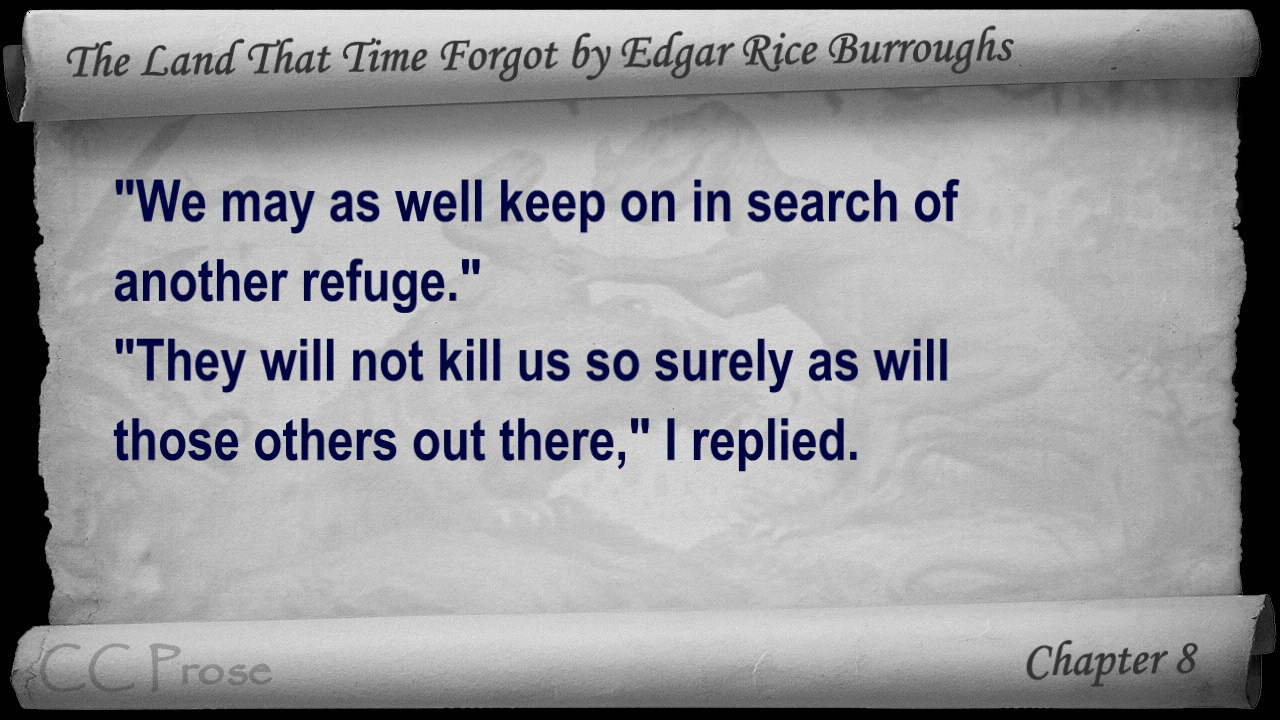 The Land That Time Forgot by Edgar Rice Burroughs
"We may as well keep on in search of
another refuge."
"They will not kill us so surely as will
those others out there," I replied.
CC Prose
Chapter 8